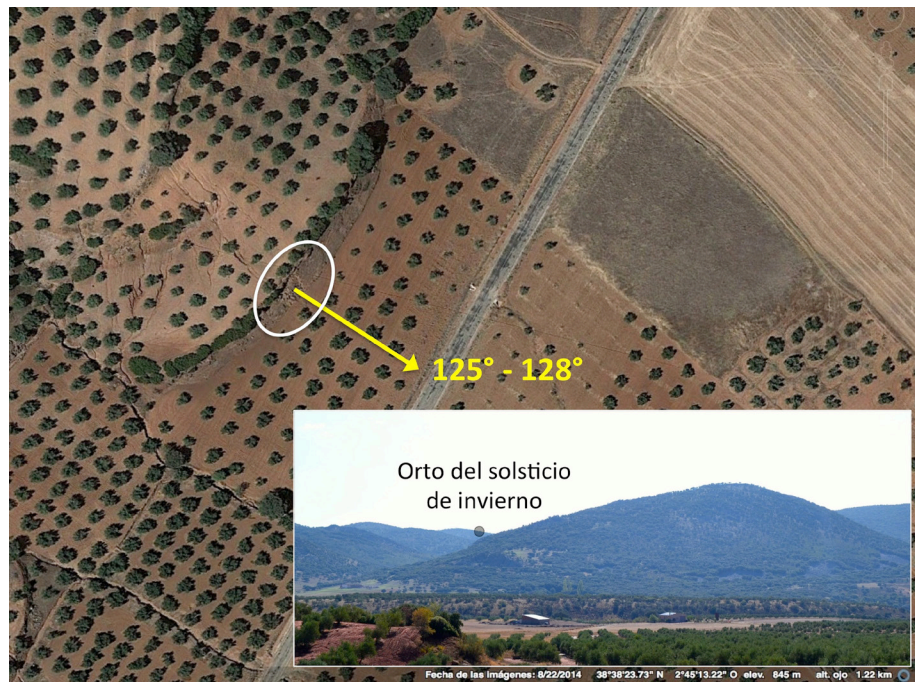 125° - 128°
Orto del solsticio
de invierno
Fecha de las imágenes: 8/22/2014 38°38'23.73" N 2°45'13.22" O elev. 845 m alt. ojo 1.22 km